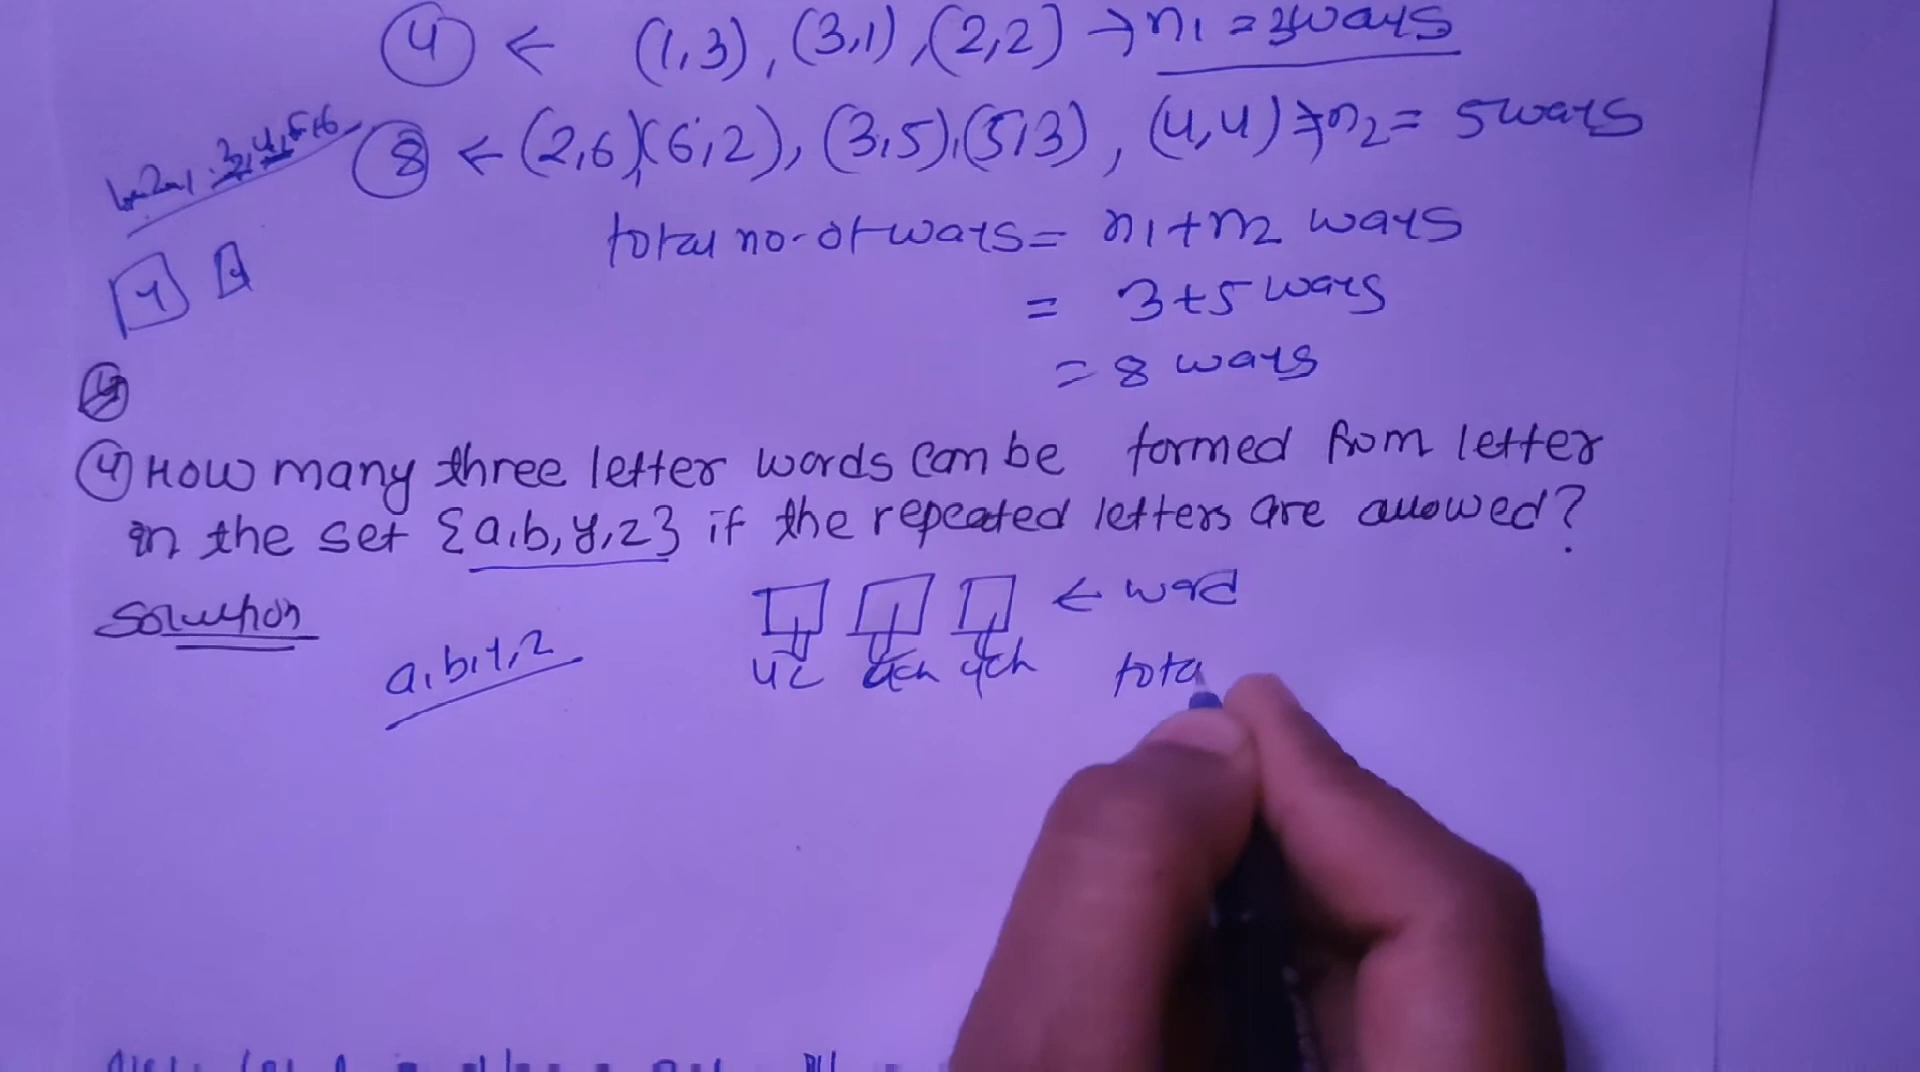 (4) ← (1,3), (3,1), (2,2) → n1 = 3ways
(8) ← (2,6)(6,2), (3,5),(5,3), (4,4) → n2 = 5ways
total no-of ways = n1+n2 ways
= 3+5 ways
= 8 ways
(4) How many three letter words can be formed from letter
in the set {a,b,y,z} if the repeated letters are allowed?
Solution
← word
a,b,y,z
4c 4ch 4ch tota